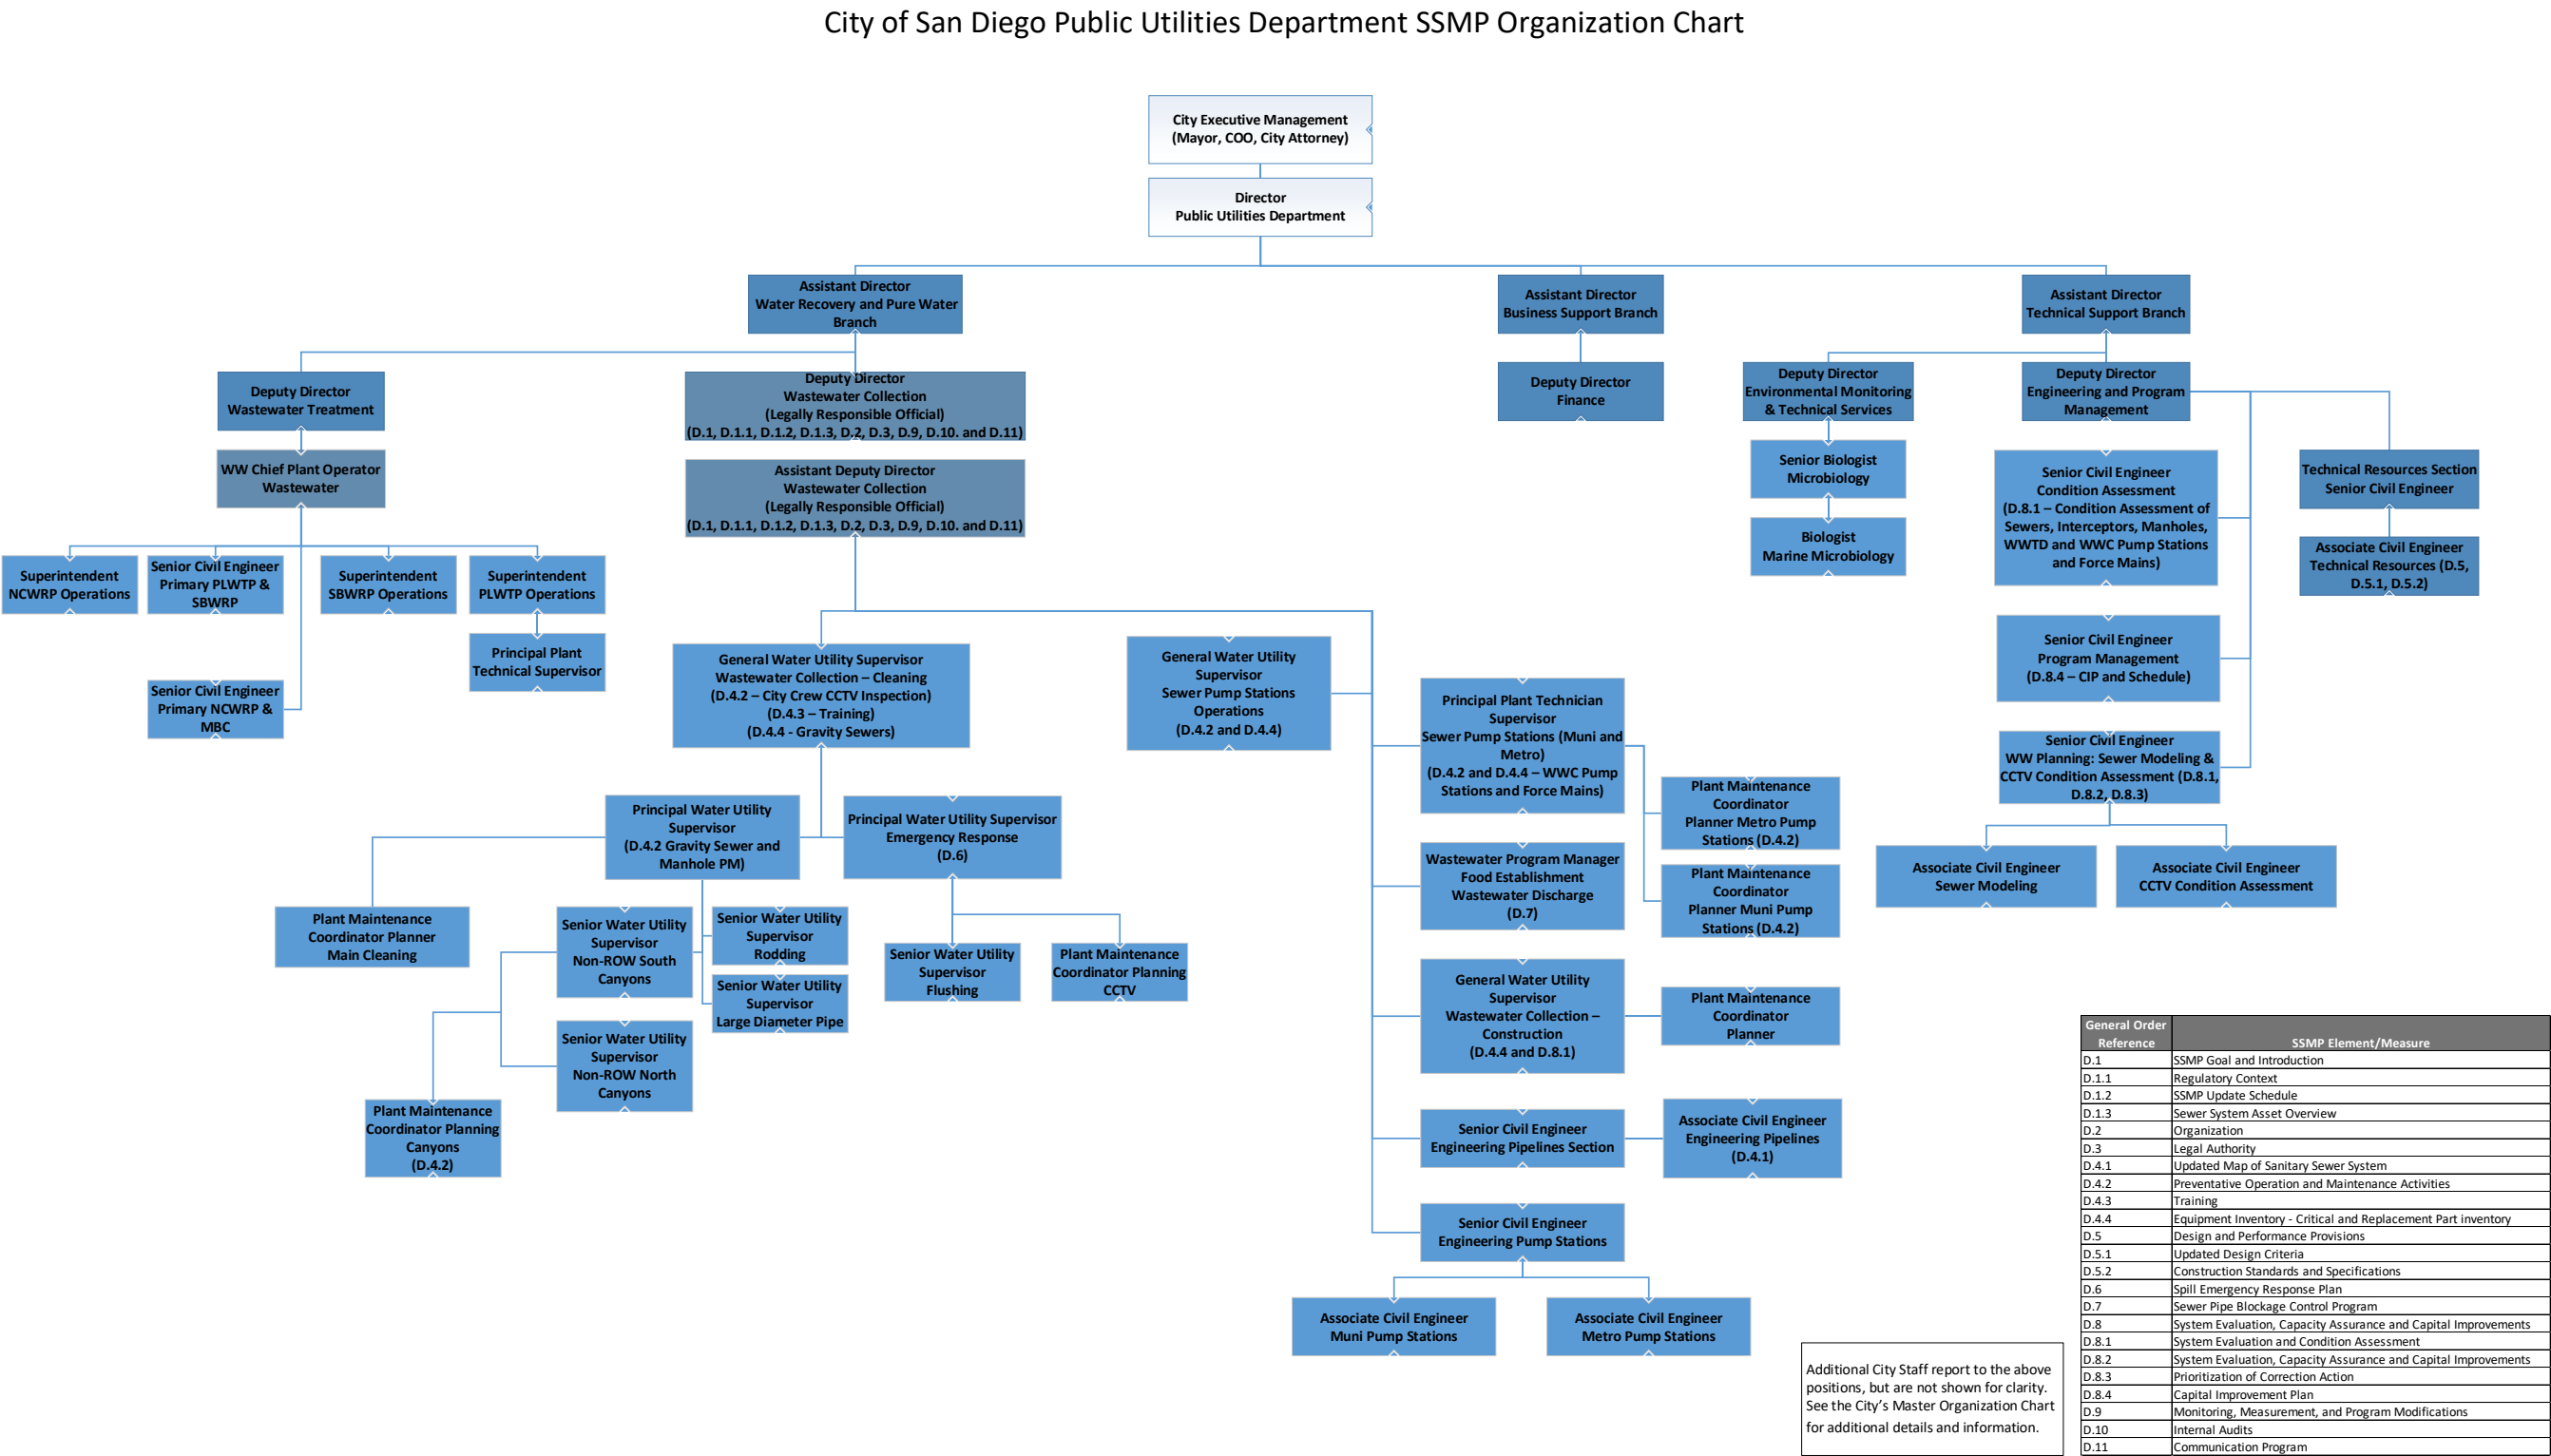 City of San Diego Public Utilities Department SSMP Organization Chart
City Executive Management
(Mayor, COO, City Attorney)
Director
Public Utilities Department
Assistant Director
Water Recovery and Pure Water
Branch
Assistant Director
Business Support Branch
Assistant Director
Technical Support Branch
Deputy Director
Wastewater Treatment
Deputy Director
Wastewater Collection
(Legally Responsible Official)
(D.1, D.1.1, D.1.2, D.1.3, D.2, D.3, D.9, D.10. and D.11)
Deputy Director
Finance
Deputy Director
Environmental Monitoring
& Technical Services
Deputy Director
Engineering and Program
Management
WW Chief Plant Operator
Wastewater
Assistant Deputy Director
Wastewater Collection
(Legally Responsible Official)
(D.1, D.1.1, D.1.2, D.1.3, D.2, D.3, D.9, D.10. and D.11)
Senior Biologist
Microbiology
Biologist
Marine Microbiology
Senior Civil Engineer
Condition Assessment
(D.8.1 – Condition Assessment of
Sewers, Interceptors, Manholes,
WWTD and WWC Pump Stations
and Force Mains)
Technical Resources Section
Senior Civil Engineer
Associate Civil Engineer
Technical Resources (D.5,
D.5.1, D.5.2)
Superintendent
NCWRP Operations
Senior Civil Engineer
Primary PLWTP &
SBWRP
Superintendent
SBWRP Operations
Superintendent
PLWTP Operations
Principal Plant
Technical Supervisor
Senior Civil Engineer
Primary NCWRP &
MBC
General Water Utility Supervisor
Wastewater Collection – Cleaning
(D.4.2 – City Crew CCTV Inspection)
(D.4.3 – Training)
(D.4.4 - Gravity Sewers)
General Water Utility
Supervisor
Sewer Pump Stations
Operations
(D.4.2 and D.4.4)
Principal Plant Technician
Supervisor
Sewer Pump Stations (Muni and
Metro)
(D.4.2 and D.4.4 – WWC Pump
Stations and Force Mains)
Senior Civil Engineer
Program Management
(D.8.4 – CIP and Schedule)
Senior Civil Engineer
WW Planning: Sewer Modeling &
CCTV Condition Assessment (D.8.1,
D.8.2, D.8.3)
Plant Maintenance
Coordinator
Planner Metro Pump
Stations (D.4.2)
Plant Maintenance
Coordinator
Planner Muni Pump
Stations (D.4.2)
Principal Water Utility
Supervisor
(D.4.2 Gravity Sewer and
Manhole PM)
Principal Water Utility Supervisor
Emergency Response
(D.6)
Wastewater Program Manager
Food Establishment
Wastewater Discharge
(D.7)
Associate Civil Engineer
Sewer Modeling
Associate Civil Engineer
CCTV Condition Assessment
Plant Maintenance
Coordinator Planner
Main Cleaning
Senior Water Utility
Supervisor
Non-ROW South
Canyons
Senior Water Utility
Supervisor
Rodding
Senior Water Utility
Supervisor
Large Diameter Pipe
Senior Water Utility
Supervisor
Flushing
Plant Maintenance
Coordinator Planning
CCTV
General Water Utility
Supervisor
Wastewater Collection –
Construction
(D.4.4 and D.8.1)
Plant Maintenance
Coordinator
Planner
Senior Water Utility
Supervisor
Non-ROW North
Canyons
Plant Maintenance
Coordinator Planning
Canyons
(D.4.2)
Senior Civil Engineer
Engineering Pipelines Section
Associate Civil Engineer
Engineering Pipelines
(D.4.1)
Senior Civil Engineer
Engineering Pump Stations
Associate Civil Engineer
Muni Pump Stations
Associate Civil Engineer
Metro Pump Stations
Additional City Staff report to the above
positions, but are not shown for clarity.
See the City's Master Organization Chart
for additional details and information.
General Order Reference SSMP Element/Measure
D.1 SSMP Goal and Introduction
D.1.1 Regulatory Context
D.1.2 SSMP Update Schedule
D.1.3 Sewer System Asset Overview
D.2 Organization
D.3 Legal Authority
D.4.1 Updated Map of Sanitary Sewer System
D.4.2 Preventative Operation and Maintenance Activities
D.4.3 Training
D.4.4 Equipment Inventory - Critical and Replacement Part inventory
D.5 Design and Performance Provisions
D.5.1 Updated Design Criteria
D.5.2 Construction Standards and Specifications
D.6 Spill Emergency Response Plan
D.7 Sewer Pipe Blockage Control Program
D.8 System Evaluation, Capacity Assurance and Capital Improvements
D.8.1 System Evaluation and Condition Assessment
D.8.2 System Evaluation, Capacity Assurance and Capital Improvements
D.8.3 Prioritization of Correction Action
D.8.4 Capital Improvement Plan
D.9 Monitoring, Measurement, and Program Modifications
D.10 Internal Audits
D.11 Communication Program